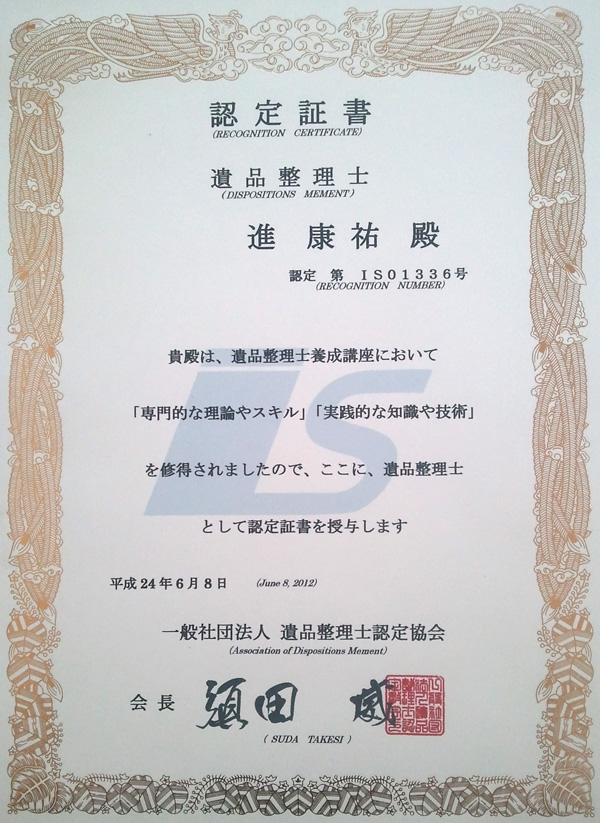 認定証書
(RECOGNITION CERTIFICATE)
遺品整理士
(DISPOSITIONS MEMENT)
進 康祐 殿
認定 第 IS01336号
(RECOGNITION NUMBER)
貴殿は、遺品整理士養成講座において
「専門的な理論やスキル」「実践的な知識や技術」
を修得されましたので、ここに、遺品整理士
として認定証書を授与します
平成24年6月8日 (June 8, 2012)
一般社団法人 遺品整理士認定協会
(Association of Dispositions Mement)
会長 須田 威
( SUDA TAKESI )
IS